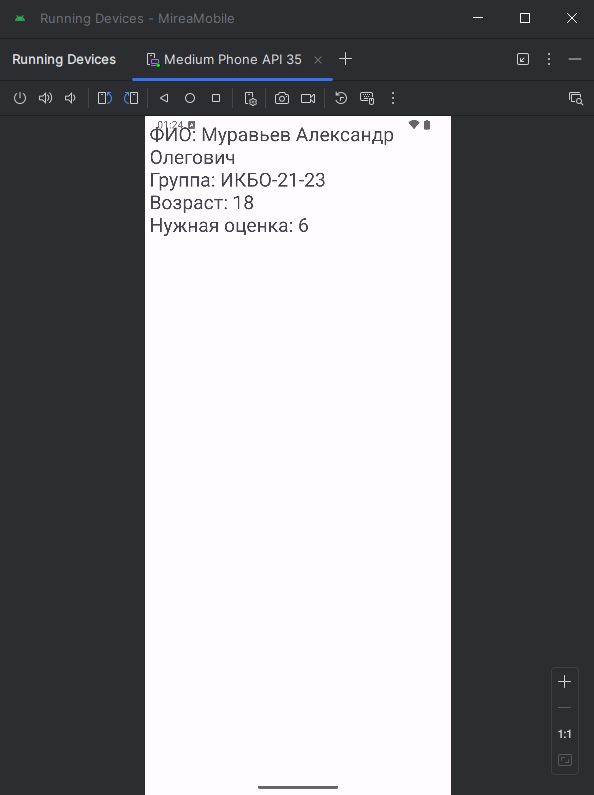 Running Devices - MireaMobile
Running Devices
Medium Phone API 35
01:24
ФИО: Муравьев Александр
Олегович
Группа: ИКБО-21-23
Возраст: 18
Нужная оценка: 6
1:1